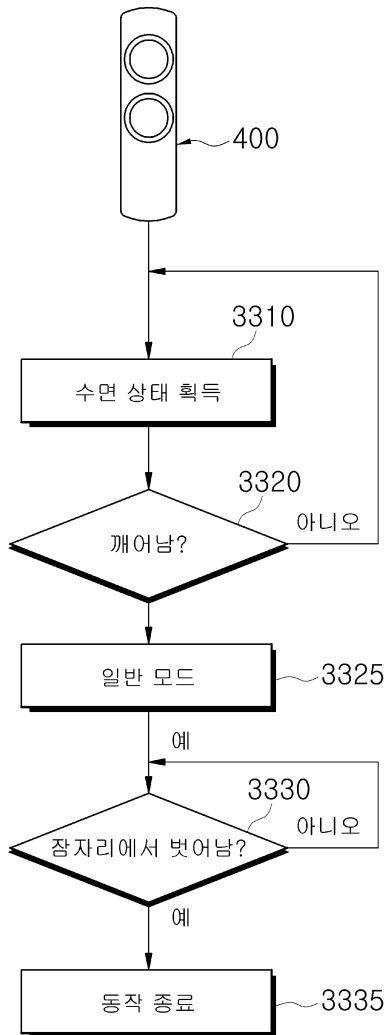 400
3310
수면 상태 획득
3320
깨어남?
아니오
일반 모드
3325
예
3330
잠자리에서 벗어남?
아니오
예
동작 종료
3335